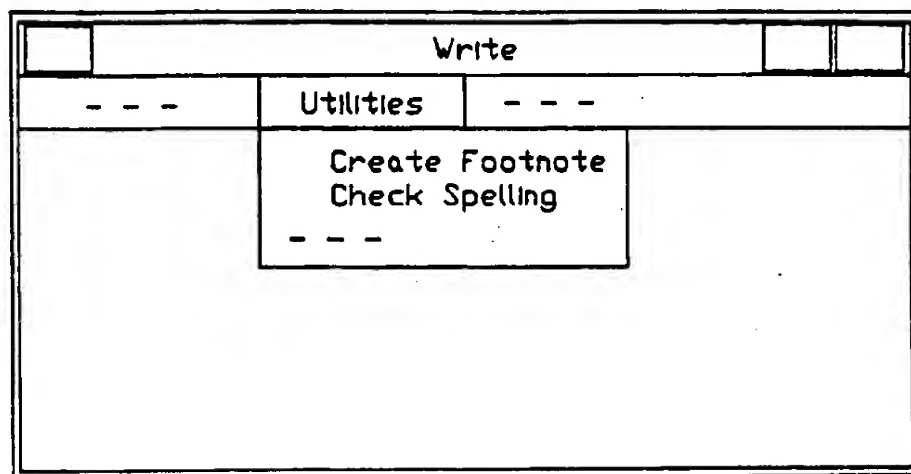 Write
- - - Utilities - - -
Create Footnote
Check Spelling
- - -